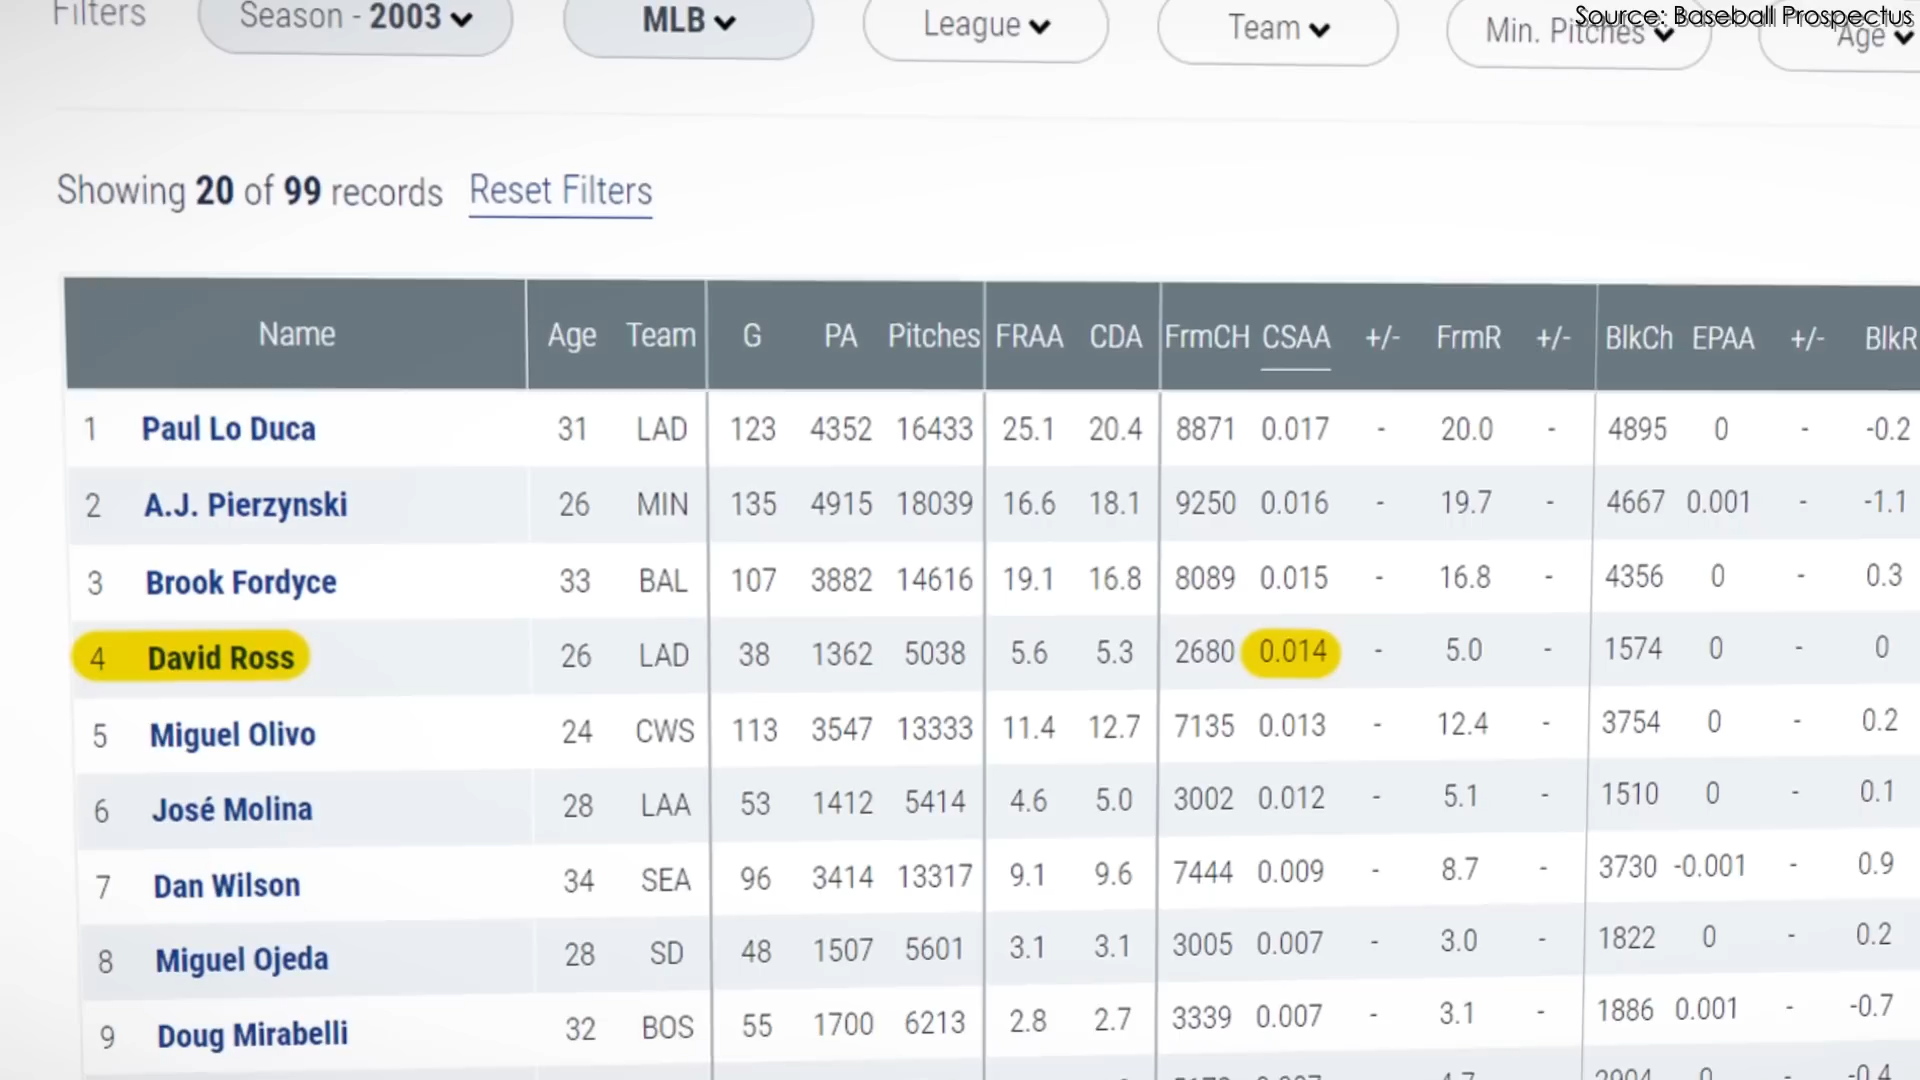 Source: Baseball Prospectus
Filters Season - 2003 MLB League Team Min. Pitches Age
Showing 20 of 99 records Reset Filters
Name Age Team G PA Pitches FRAA CDA FrmCH CSAA +/- FrmR +/- BlkCh EPAA +/- BlkR
1 Paul Lo Duca 31 LAD 123 4352 16433 25.1 20.4 8871 0.017 - 20.0 - 4895 0 - -0.2
2 A.J. Pierzynski 26 MIN 135 4915 18039 16.6 18.1 9250 0.016 - 19.7 - 4667 0.001 - -1.1
3 Brook Fordyce 33 BAL 107 3882 14616 19.1 16.8 8089 0.015 - 16.8 - 4356 0 - 0.3
4 David Ross 26 LAD 38 1362 5038 5.6 5.3 2680 0.014 - 5.0 - 1574 0 - 0
5 Miguel Olivo 24 CWS 113 3547 13333 11.4 12.7 7135 0.013 - 12.4 - 3754 0 - 0.2
6 José Molina 28 LAA 53 1412 5414 4.6 5.0 3002 0.012 - 5.1 - 1510 0 - 0.1
7 Dan Wilson 34 SEA 96 3414 13317 9.1 9.6 7444 0.009 - 8.7 - 3730 -0.001 - 0.9
8 Miguel Ojeda 28 SD 48 1507 5601 3.1 3.1 3005 0.007 - 3.0 - 1822 0 - 0.2
9 Doug Mirabelli 32 BOS 55 1700 6213 2.8 2.7 3339 0.007 - 3.1 - 1886 0.001 - -0.7